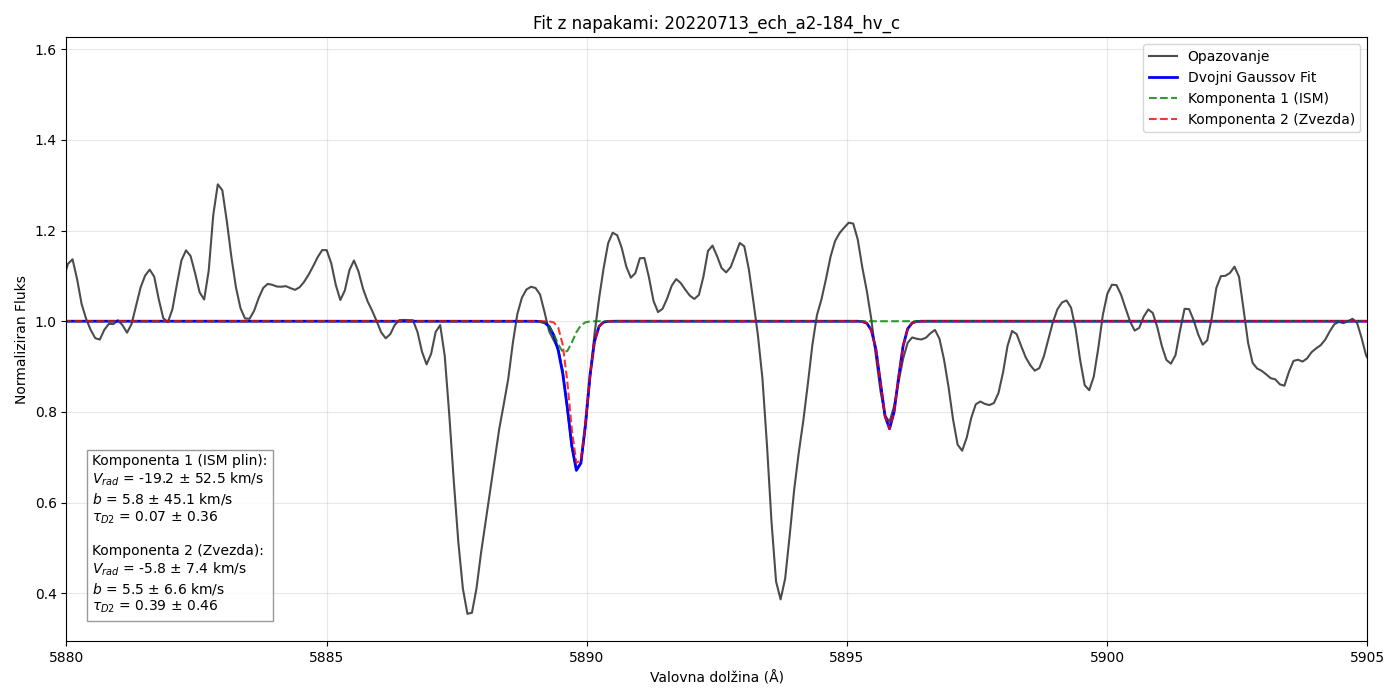 Fit z napakami: 20220713_ech_a2-184_hv_c
Normaliziran Fluks
1.6
1.4
1.2
1.0
0.8
0.6
0.4
Opazovanje
Dvojni Gaussov Fit
Komponenta 1 (ISM)
Komponenta 2 (Zvezda)
Komponenta 1 (ISM plin):
V_rad = -19.2 ± 52.5 km/s
b = 5.8 ± 45.1 km/s
τ_D2 = 0.07 ± 0.36
Komponenta 2 (Zvezda):
V_rad = -5.8 ± 7.4 km/s
b = 5.5 ± 6.6 km/s
τ_D2 = 0.39 ± 0.46
5880 5885 5890 5895 5900 5905
Valovna dolžina (Å)